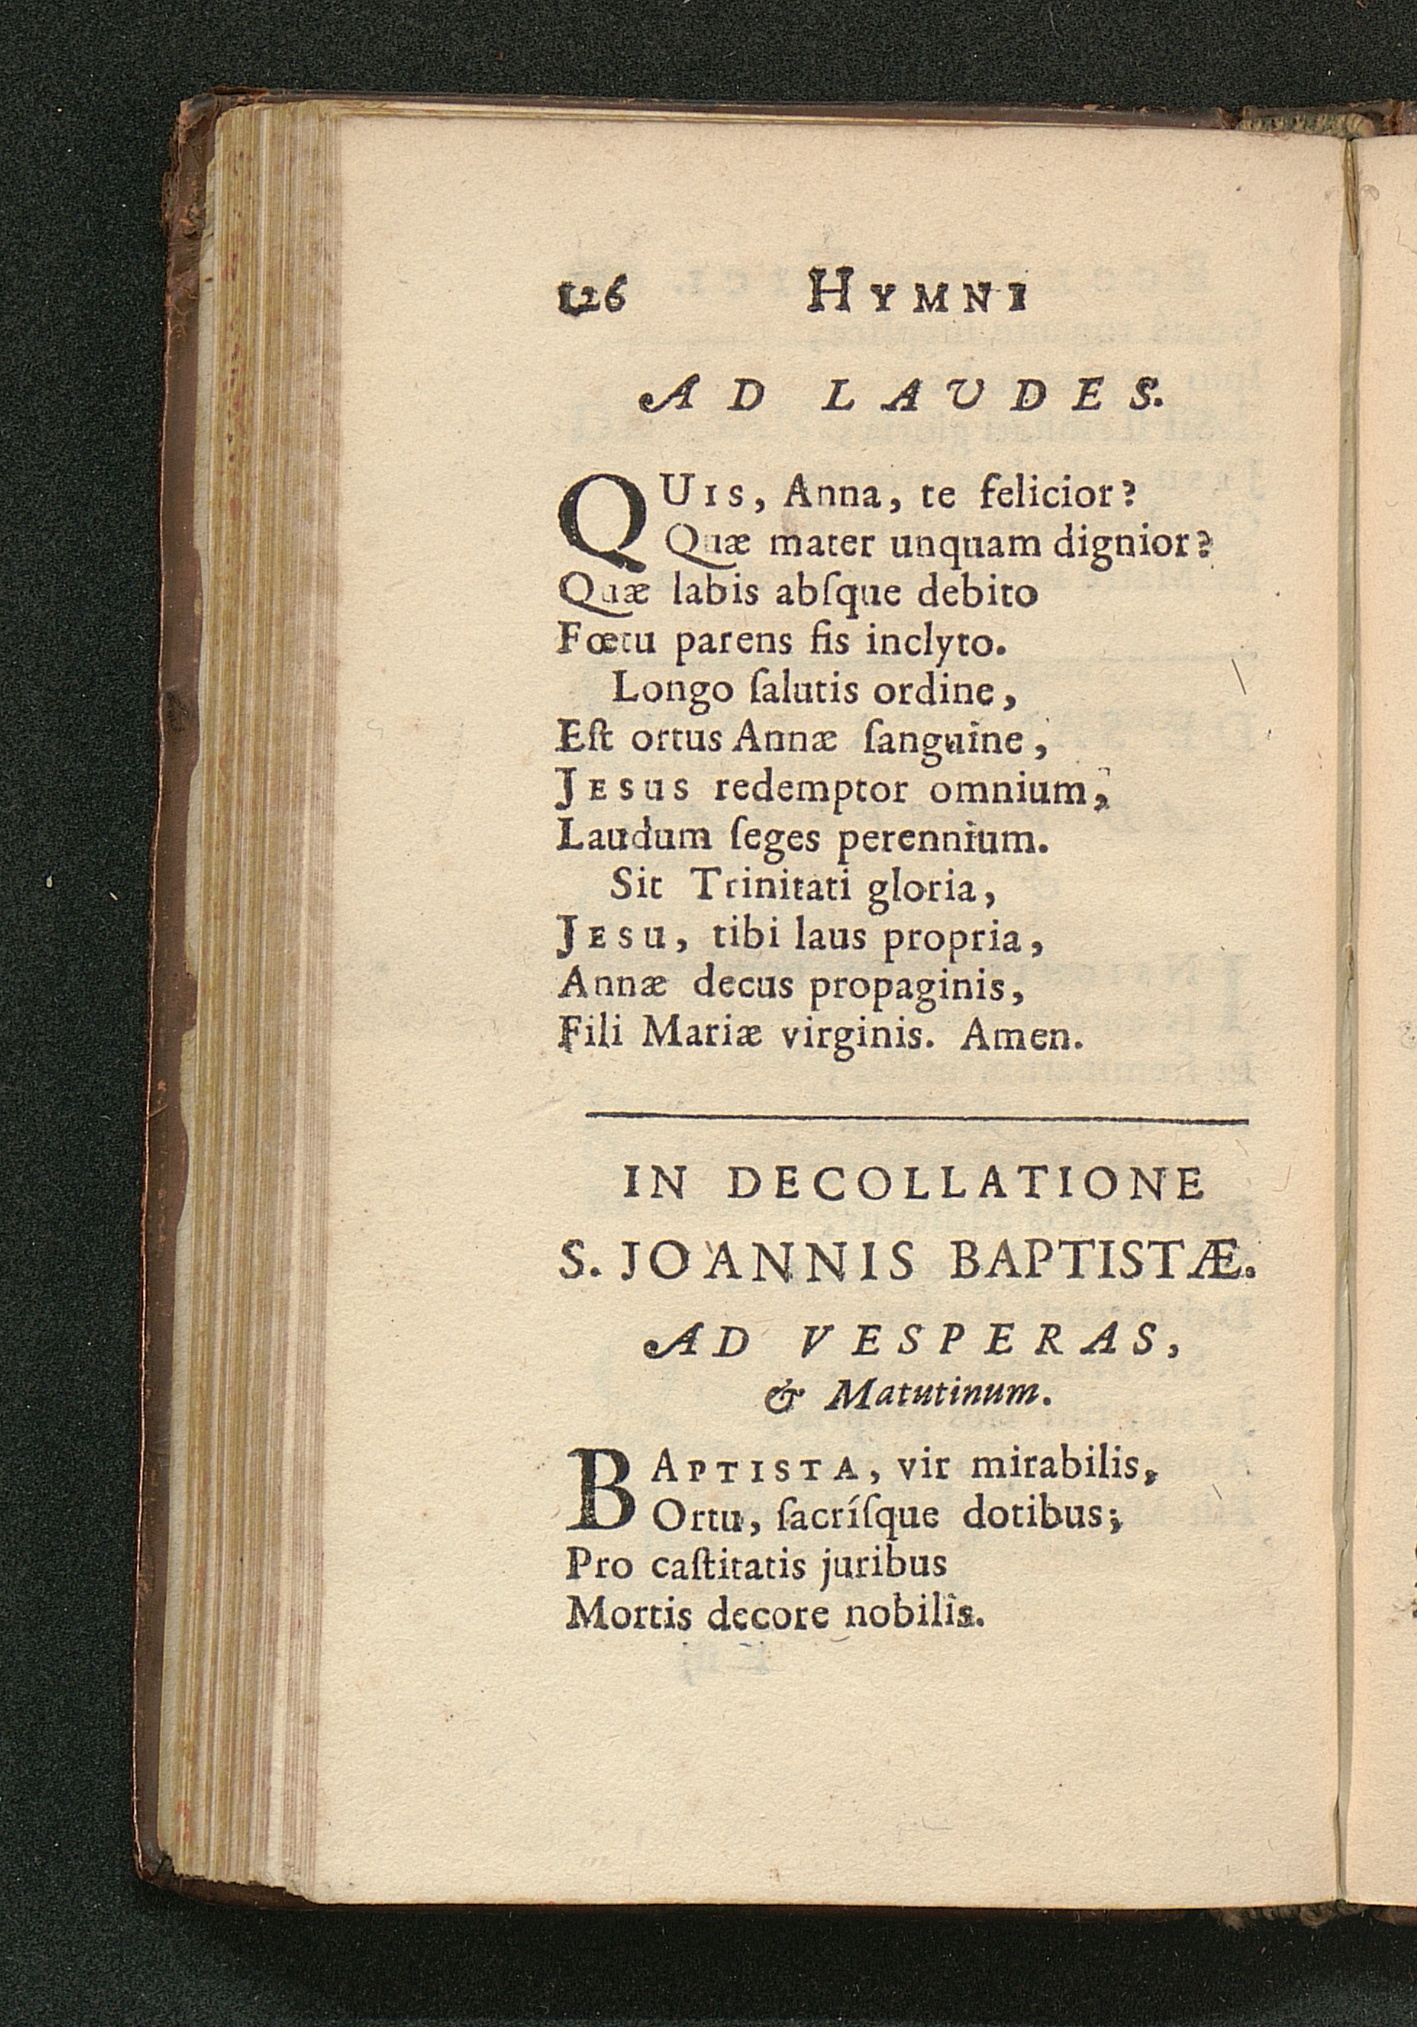 126 HYMNI
AD LAUDES.
QUIS, Anna, te felicior?
Quæ mater unquam dignior?
Quæ labis abſque debito
Fœtu parens ſis inclyto.
Longo ſalutis ordine,
Eſt ortus Annæ ſanguine,
JESUS redemptor omnium,
Laudum ſeges perennium.
Sit Trinitati gloria,
JESU, tibi laus propria,
Annæ decus propaginis,
Fili Mariæ virginis. Amen.
IN DECOLLATIONE
S. JOANNIS BAPTISTÆ.
AD VESPERAS,
& Matutinum.
BAPTISTA, vir mirabilis,
Ortu, ſacríſque dotibus;
Pro caſtitatis juribus
Mortis decore nobilis.